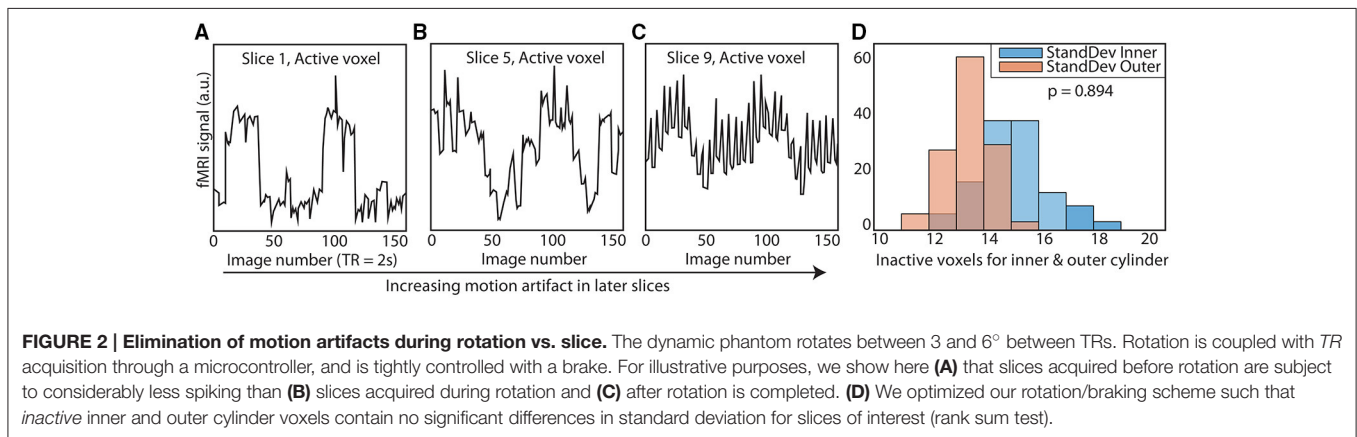 A
B
C
D
Slice 1, Active voxel
Slice 5, Active voxel
Slice 9, Active voxel
StandDev Inner
StandDev Outer
p = 0.894
fMRI signal (a.u.)
60
40
20
0
0 50 100 150
0 50 100 150
0 50 100 150
10 12 14 16 18 20
Image number (TR = 2s)
Image number
Image number
Inactive voxels for inner & outer cylinder
Increasing motion artifact in later slices
FIGURE 2 | Elimination of motion artifacts during rotation vs. slice. The dynamic phantom rotates between 3 and 6° between TRs. Rotation is coupled with TR
acquisition through a microcontroller, and is tightly controlled with a brake. For illustrative purposes, we show here (A) that slices acquired before rotation are subject
to considerably less spiking than (B) slices acquired during rotation and (C) after rotation is completed. (D) We optimized our rotation/braking scheme such that
inactive inner and outer cylinder voxels contain no significant differences in standard deviation for slices of interest (rank sum test).